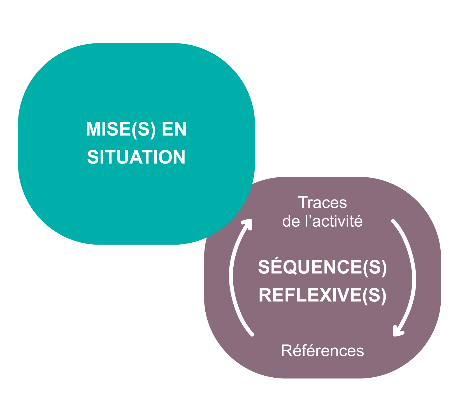 MISE(S) EN
SITUATION
Traces
de l'activité
SÉQUENCE(S)
REFLEXIVE(S)
Références